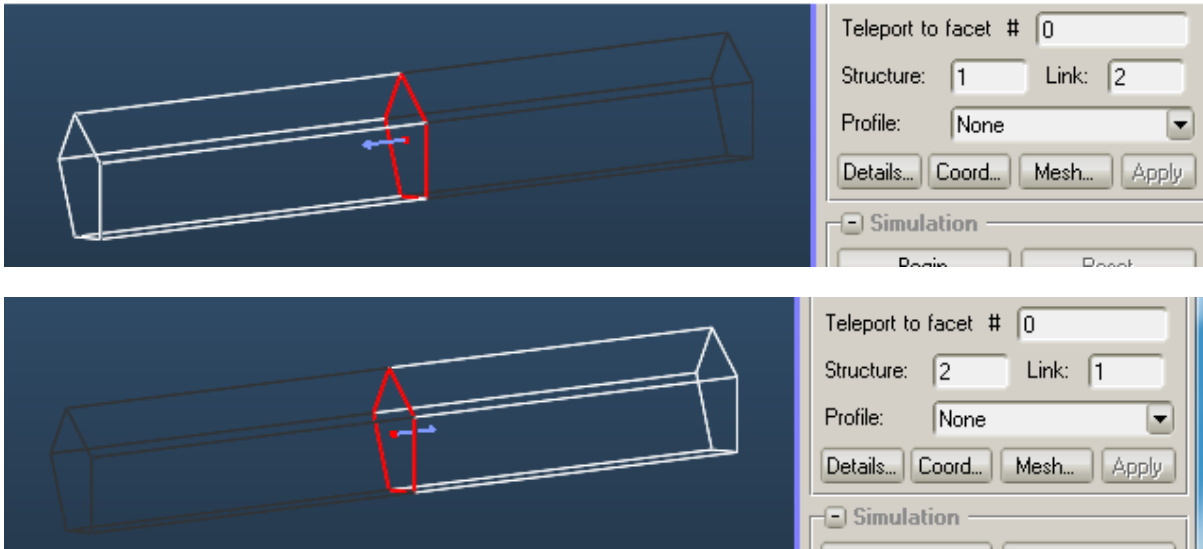 Teleport to facet # 0
Structure: 1 Link: 2
Profile: None
Details... Coord... Mesh... Apply
Simulation
Teleport to facet # 0
Structure: 2 Link: 1
Profile: None
Details... Coord... Mesh... Apply
Simulation